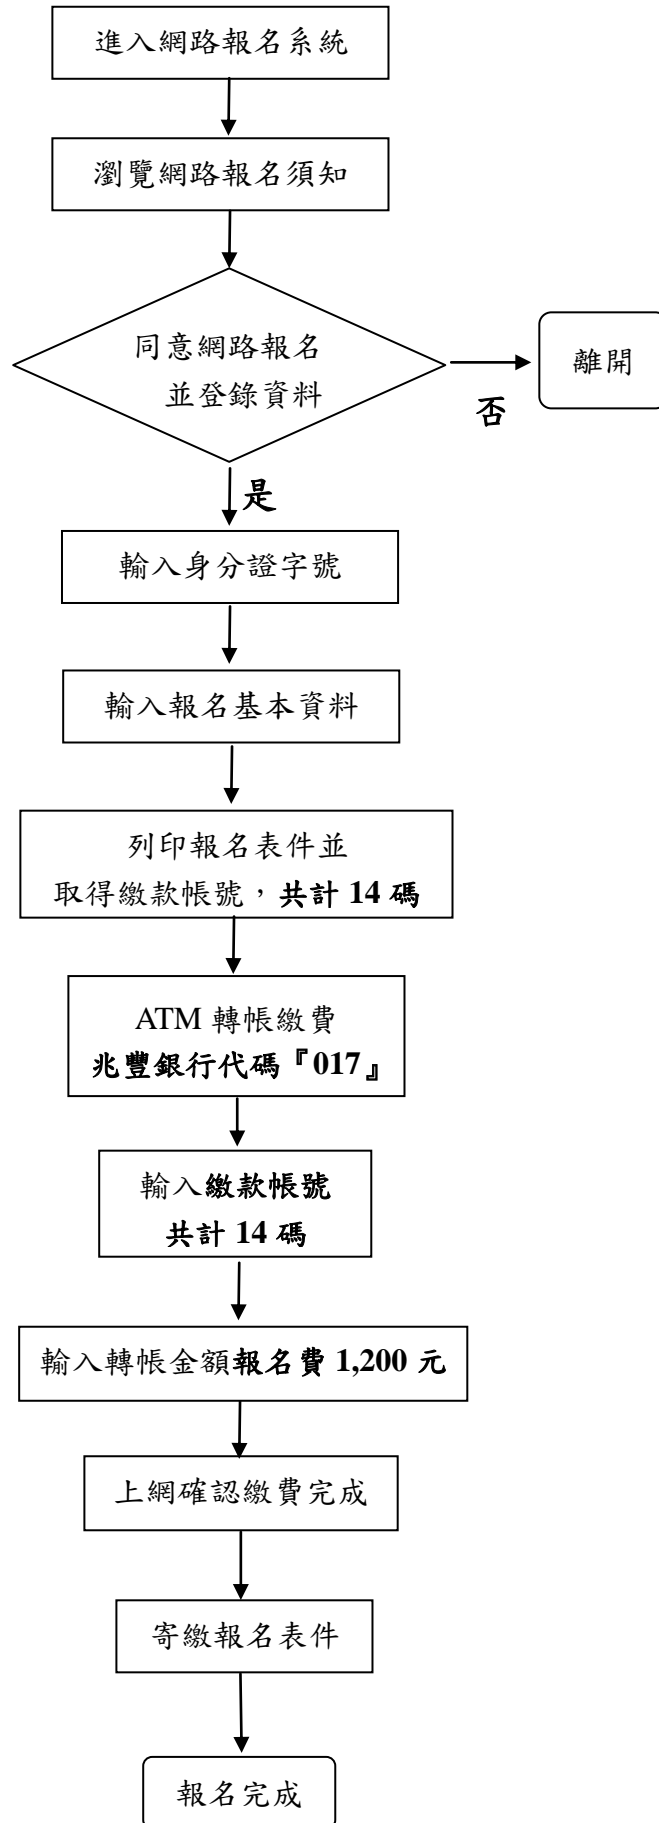 進入網路報名系統
瀏覽網路報名須知
同意網路報名
並登錄資料
離開
否
是
輸入身分證字號
輸入報名基本資料
列印報名表件並
取得繳款帳號，共計 14 碼
ATM 轉帳繳費
兆豐銀行代碼『017』
輸入繳款帳號
共計 14 碼
輸入轉帳金額報名費 1,200 元
上網確認繳費完成
寄繳報名表件
報名完成